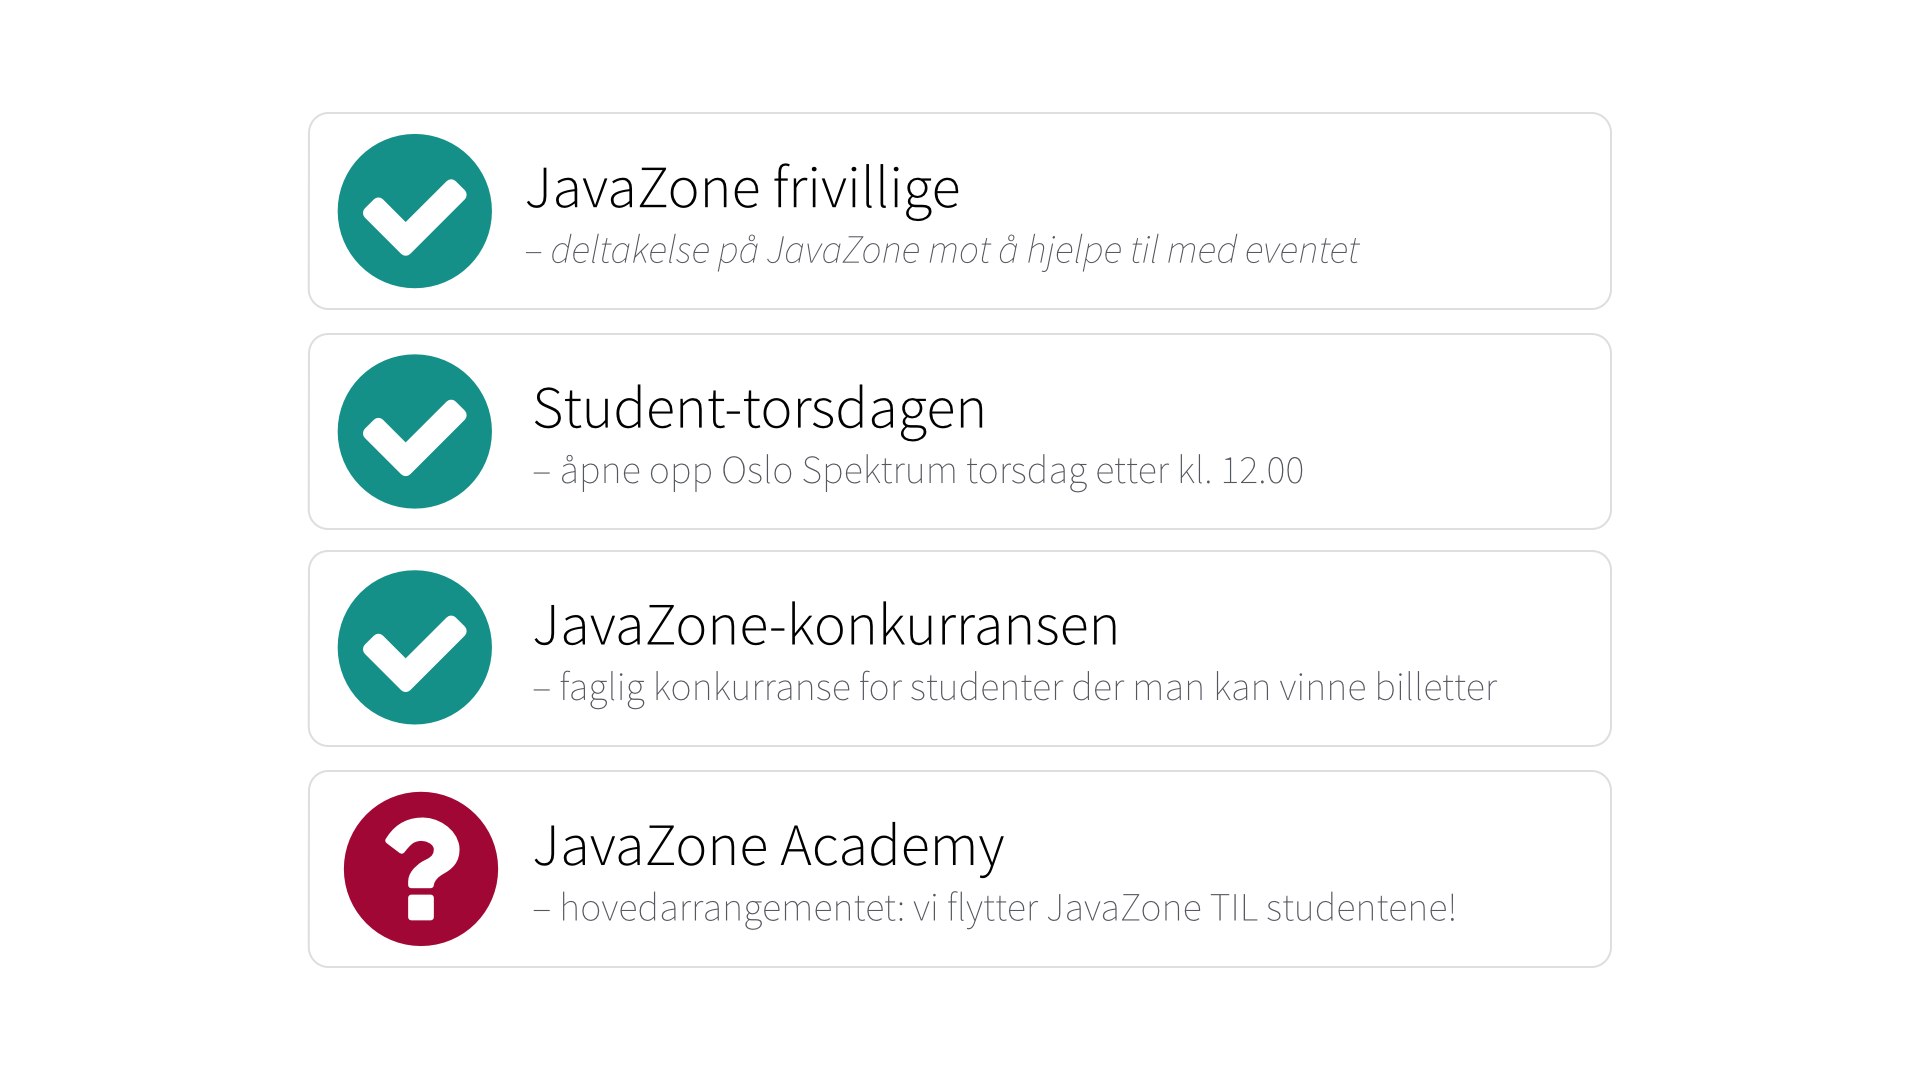 JavaZone frivillige
– deltakelse på JavaZone mot å hjelpe til med eventet
Student-torsdagen
– åpne opp Oslo Spektrum torsdag etter kl. 12.00
JavaZone-konkurransen
– faglig konkurranse for studenter der man kan vinne billetter
JavaZone Academy
– hovedarrangementet: vi flytter JavaZone TIL studentene!